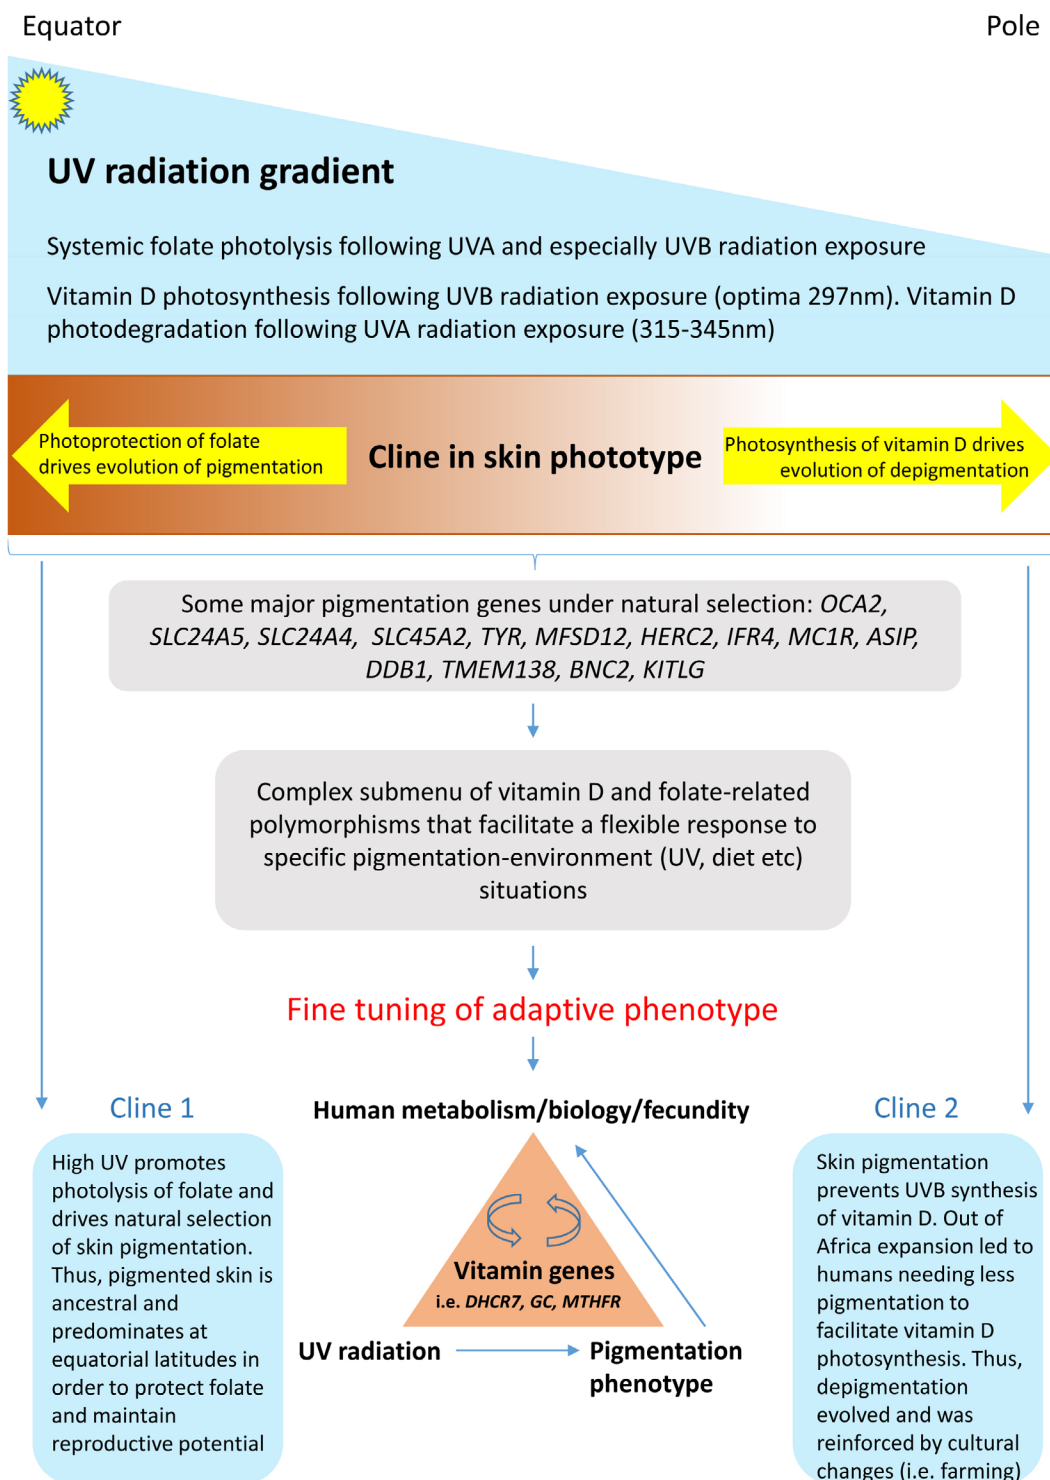 Equator
Pole
UV radiation gradient
Systemic folate photolysis following UVA and especially UVB radiation exposure
Vitamin D photosynthesis following UVB radiation exposure (optima 297nm). Vitamin D
photodegradation following UVA radiation exposure (315-345nm)
Photoprotection of folate
drives evolution of pigmentation
Cline in skin phototype
Photosynthesis of vitamin D drives
evolution of depigmentation
Some major pigmentation genes under natural selection: OCA2,
SLC24A5, SLC24A4, SLC45A2, TYR, MFSD12, HERC2, IFR4, MC1R, ASIP,
DDB1, TMEM138, BNC2, KITLG
Complex submenu of vitamin D and folate-related
polymorphisms that facilitate a flexible response to
specific pigmentation-environment (UV, diet etc)
situations
Fine tuning of adaptive phenotype
Cline 1
High UV promotes
photolysis of folate and
drives natural selection
of skin pigmentation.
Thus, pigmented skin is
ancestral and
predominates at
equatorial latitudes in
order to protect folate
and maintain
reproductive potential
Human metabolism/biology/fecundity
Vitamin genes
i.e. DHCR7, GC, MTHFR
UV radiation
Pigmentation
phenotype
Cline 2
Skin pigmentation
prevents UVB synthesis
of vitamin D. Out of
Africa expansion led to
humans needing less
pigmentation to
facilitate vitamin D
photosynthesis. Thus,
depigmentation
evolved and was
reinforced by cultural
changes (i.e. farming)